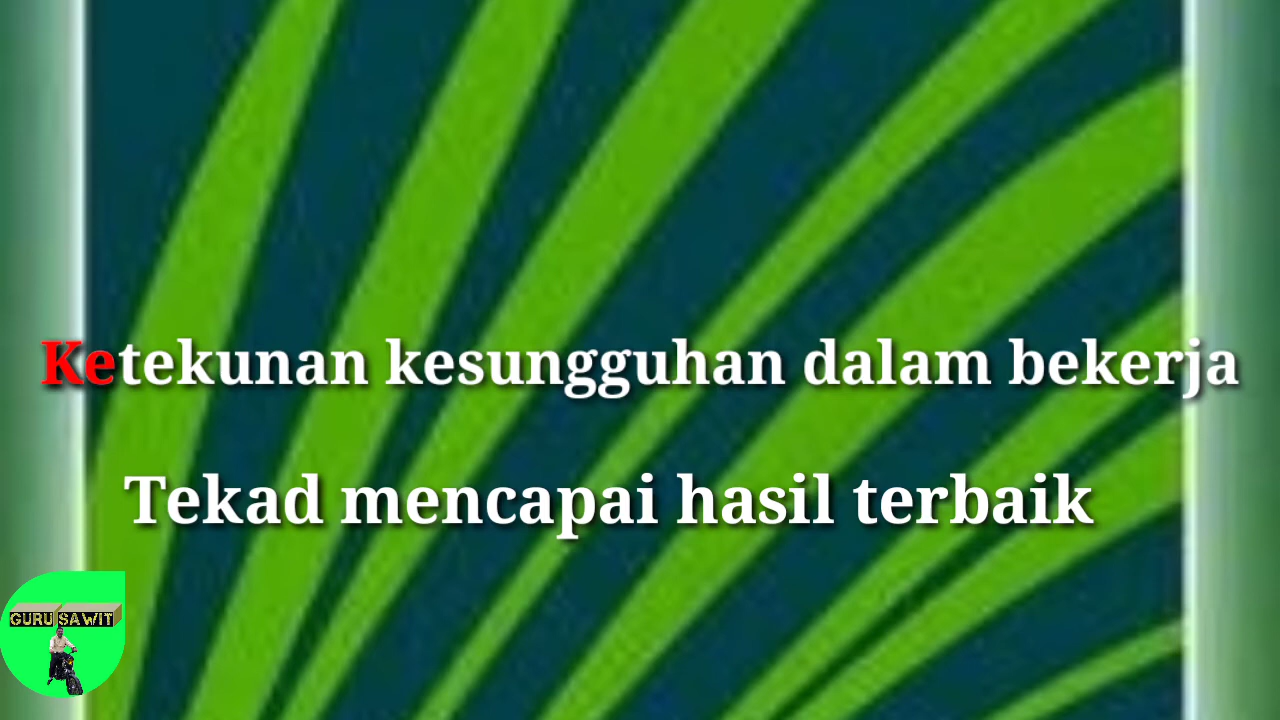 Ketekunan kesungguhan dalam bekerja
Tekad mencapai hasil terbaik
GURU SAWIT